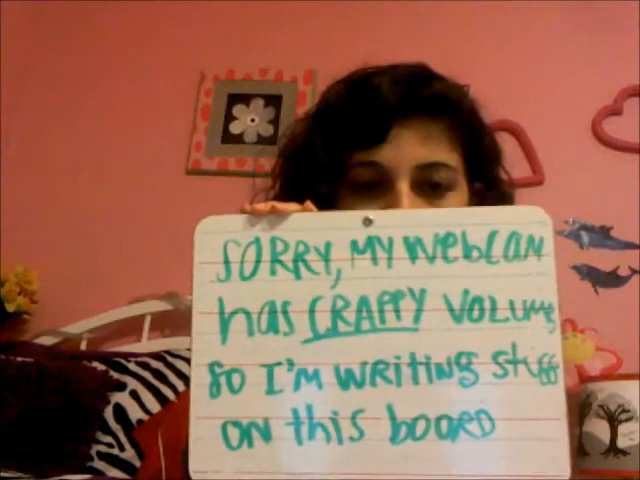 SORRY, MY WEbCAM
has CRAPPY VOLUME,
SO I'M WRITING stuff
ON this bOARD